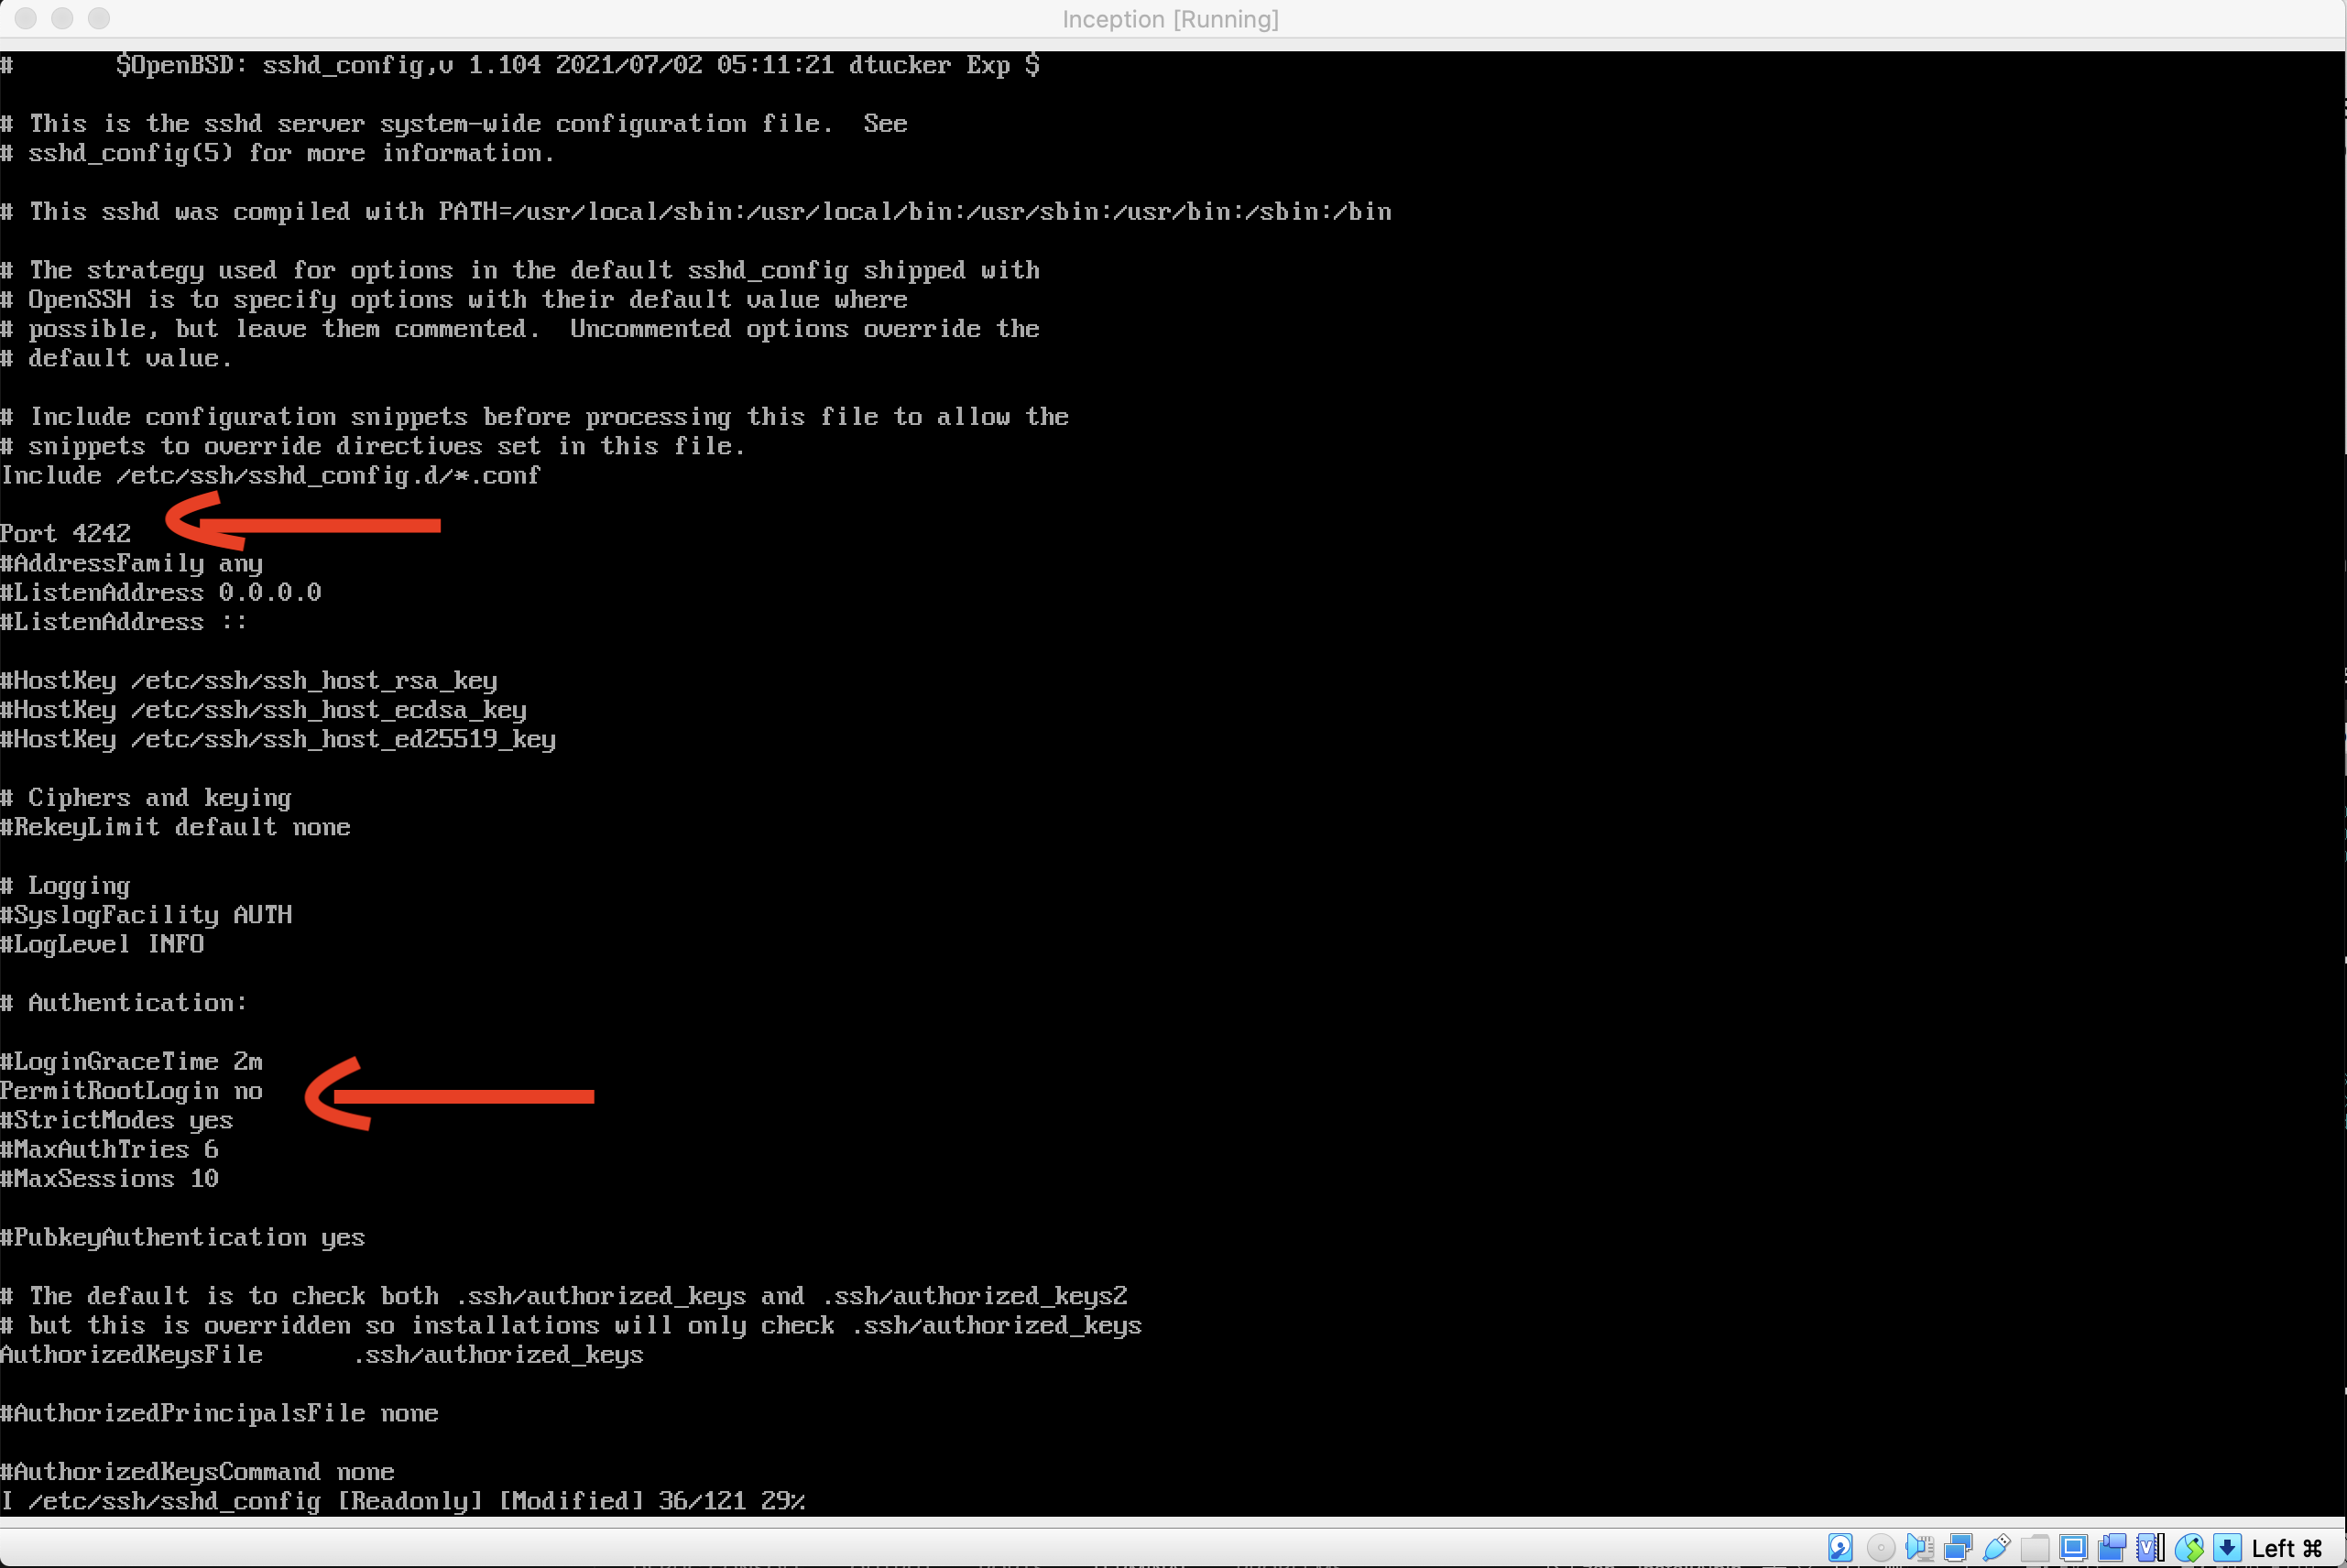 Inception [Running]
#       $OpenBSD: sshd_config,v 1.104 2021/07/02 05:11:21 dtucker Exp $
# This is the sshd server system-wide configuration file.  See
# sshd_config(5) for more information.
# This sshd was compiled with PATH=/usr/local/sbin:/usr/local/bin:/usr/sbin:/usr/bin:/sbin:/bin
# The strategy used for options in the default sshd_config shipped with
# OpenSSH is to specify options with their default value where
# possible, but leave them commented.  Uncommented options override the
# default value.
# Include configuration snippets before processing this file to allow the
# snippets to override directives set in this file.
Include /etc/ssh/sshd_config.d/*.conf
Port 4242
#AddressFamily any
#ListenAddress 0.0.0.0
#ListenAddress ::
#HostKey /etc/ssh/ssh_host_rsa_key
#HostKey /etc/ssh/ssh_host_ecdsa_key
#HostKey /etc/ssh/ssh_host_ed25519_key
# Ciphers and keying
#RekeyLimit default none
# Logging
#SyslogFacility AUTH
#LogLevel INFO
# Authentication:
#LoginGraceTime 2m
PermitRootLogin no
#StrictModes yes
#MaxAuthTries 6
#MaxSessions 10
#PubkeyAuthentication yes
# The default is to check both .ssh/authorized_keys and .ssh/authorized_keys2
# but this is overridden so installations will only check .ssh/authorized_keys
AuthorizedKeysFile      .ssh/authorized_keys
#AuthorizedPrincipalsFile none
#AuthorizedKeysCommand none
I /etc/ssh/sshd_config [Readonly] [Modified] 36/121 29%
Left ⌘